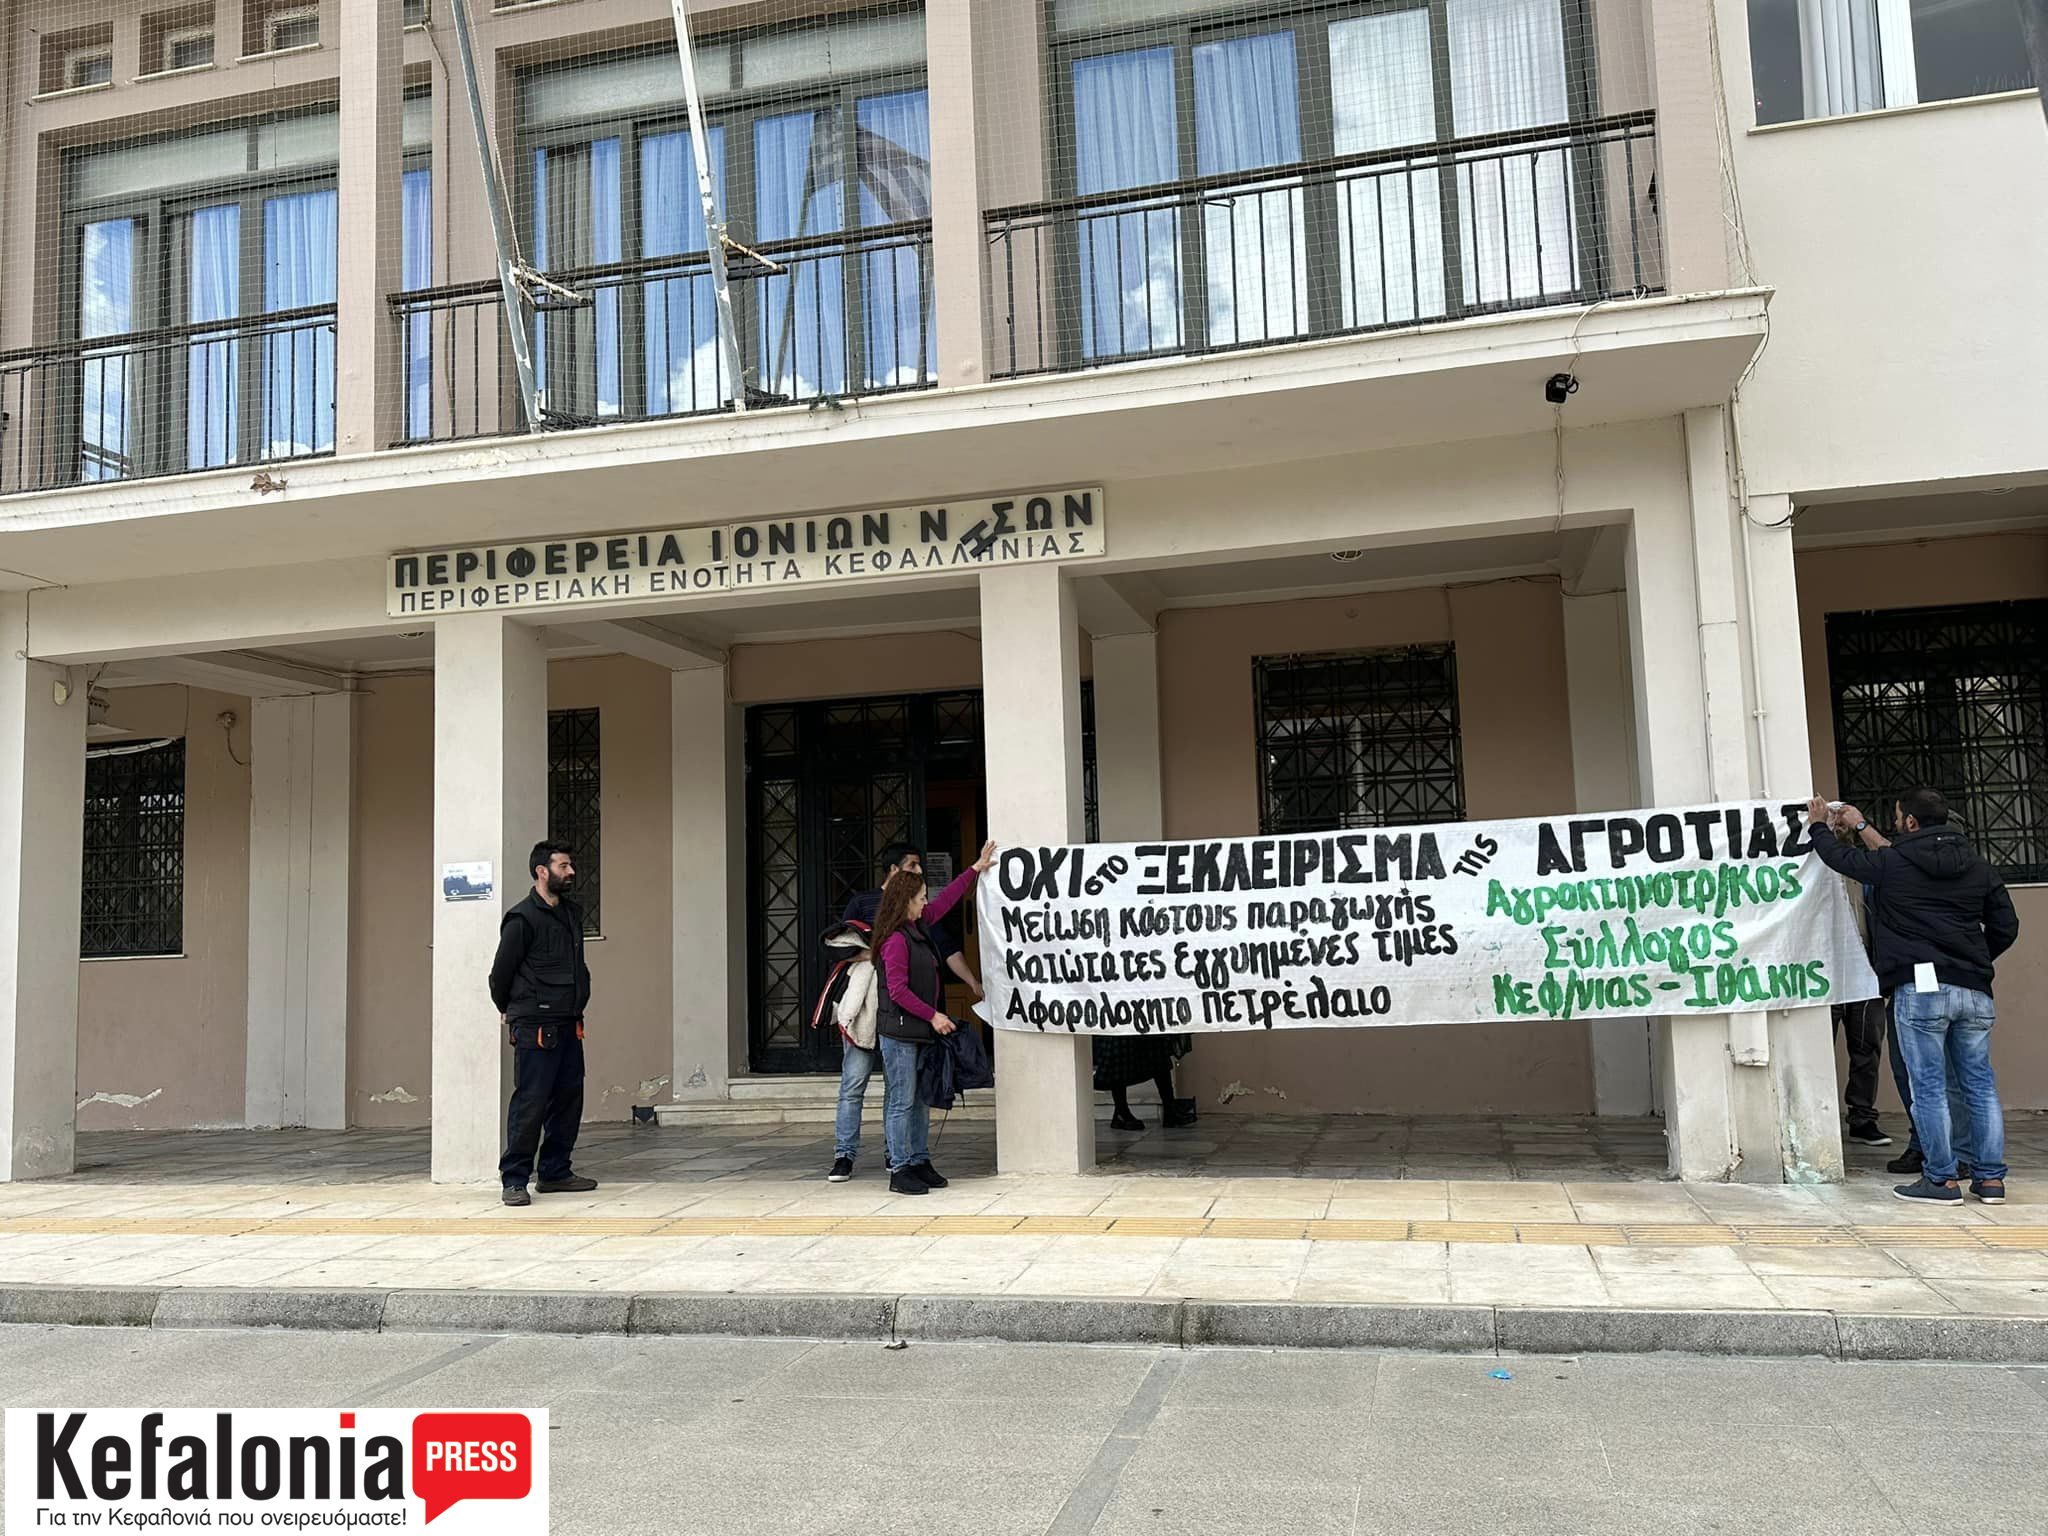 ΠΕΡΙΦΕΡΕΙΑ ΙΟΝΙΩΝ ΝΗΣΩΝ
ΠΕΡΙΦΕΡΕΙΑΚΗ ΕΝΟΤΗΤΑ ΚΕΦΑΛΛΗΝΙΑΣ
ΟΧΙ στο ΞΕΚΛΕΙΡΙΣΜΑ της ΑΓΡΟΤΙΑΣ
Μείωση κόστους παραγωγής
Κατώτατες Εγγυημένες τιμες
Αφορολόγητο Πετρέλαιο
Αγροκτηνοτρ/κος
Σύλλογος
Κεφ/νιας - Ιθάκης
Kefalonia PRESS
Για την Κεφαλονιά που ονειρευόμαστε!